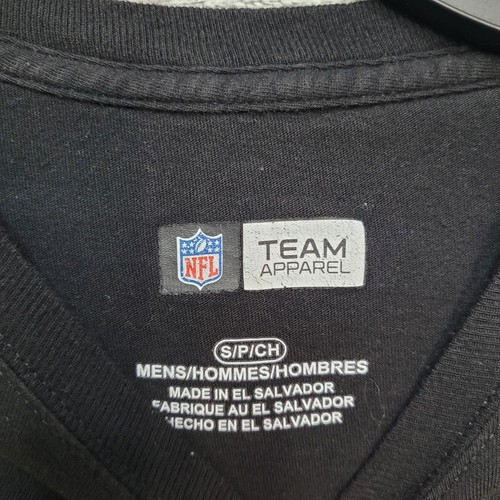 NFL
TEAM
APPAREL
S/P/CH
MENS/HOMMES/HOMBRES
MADE IN EL SALVADOR
FABRIQUE AU EL SALVADOR
HECHO EN EL SALVADOR